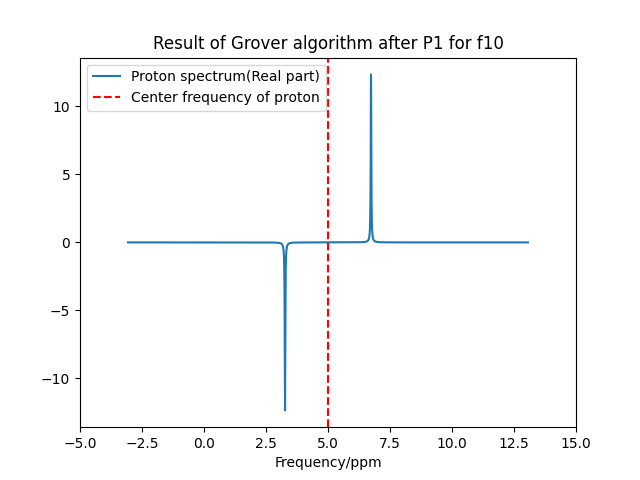 Result of Grover algorithm after P1 for f10
Proton spectrum(Real part)
Center frequency of proton
10
5
0
−5
−10
−5.0 −2.5 0.0 2.5 5.0 7.5 10.0 12.5 15.0
Frequency/ppm